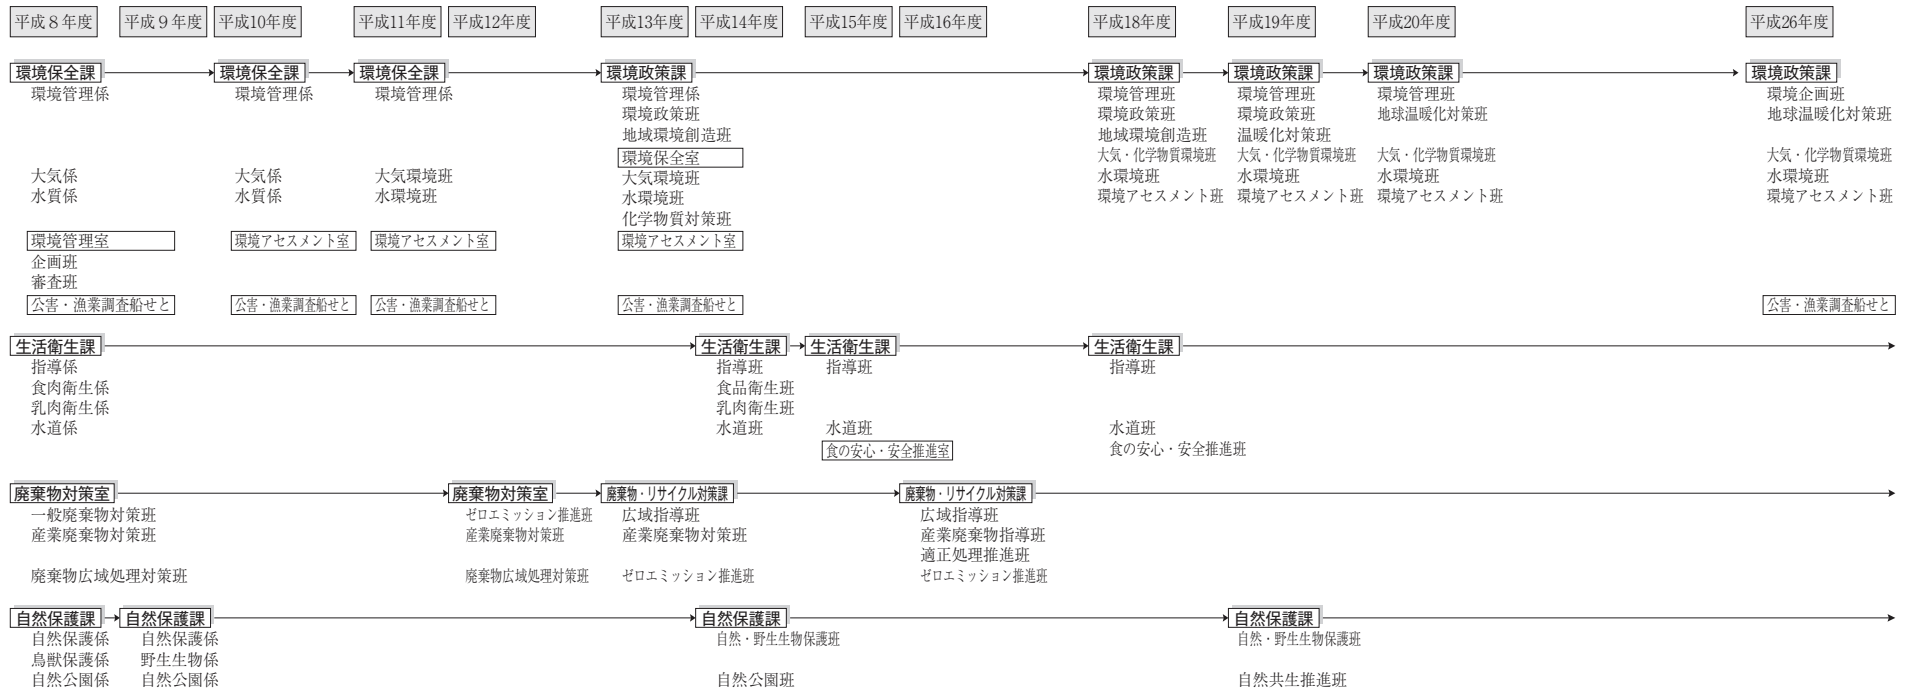 平成８年度 平成９年度 平成10年度 平成11年度 平成12年度 平成13年度 平成14年度 平成15年度 平成16年度 平成18年度 平成19年度 平成20年度 平成26年度
環境保全課 環境保全課 環境保全課 環境政策課 環境政策課 環境政策課 環境政策課 環境政策課
環境管理係 環境管理係 環境管理係 環境管理係 環境管理班 環境管理班 環境管理班 環境企画班
環境政策班 環境政策班 環境政策班 地球温暖化対策班 地球温暖化対策班
地域環境創造班 地域環境創造班 温暖化対策班
環境保全室 大気・化学物質環境班 大気・化学物質環境班 大気・化学物質環境班 大気・化学物質環境班
大気係 大気係 大気環境班 大気環境班 水環境班 水環境班 水環境班 水環境班
水質係 水質係 水環境班 水環境班 環境アセスメント班 環境アセスメント班 環境アセスメント班 環境アセスメント班
化学物質対策班
環境管理室 環境アセスメント室 環境アセスメント室 環境アセスメント室
企画班
審査班
公害・漁業調査船せと 公害・漁業調査船せと 公害・漁業調査船せと 公害・漁業調査船せと 公害・漁業調査船せと
生活衛生課 生活衛生課 生活衛生課 生活衛生課
指導係 指導班 指導班 指導班
食肉衛生係 食品衛生班
乳肉衛生係 乳肉衛生班
水道係 水道班 水道班 水道班
食の安心・安全推進室 食の安心・安全推進班
廃棄物対策室 廃棄物対策室 廃棄物・リサイクル対策課 廃棄物・リサイクル対策課
一般廃棄物対策班 ゼロエミッション推進班 広域指導班 広域指導班
産業廃棄物対策班 産業廃棄物対策班 産業廃棄物対策班 産業廃棄物指導班
適正処理推進班
廃棄物広域処理対策班 廃棄物広域処理対策班 ゼロエミッション推進班 ゼロエミッション推進班
自然保護課 自然保護課 自然保護課 自然保護課
自然保護係 自然保護係 自然・野生生物保護班 自然・野生生物保護班
鳥獣保護係 野生生物係
自然公園係 自然公園係 自然公園班 自然共生推進班